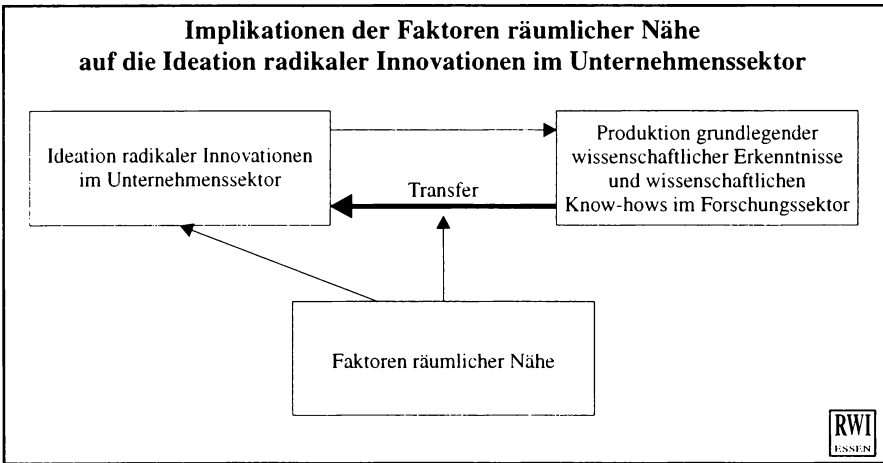 Implikationen der Faktoren räumlicher Nähe
auf die Ideation radikaler Innovationen im Unternehmenssektor
Ideation radikaler Innovationen
im Unternehmenssektor
Transfer
Produktion grundlegender
wissenschaftlicher Erkenntnisse
und wissenschaftlichen
Know-hows im Forschungssektor
Faktoren räumlicher Nähe
RWI
ESSEN